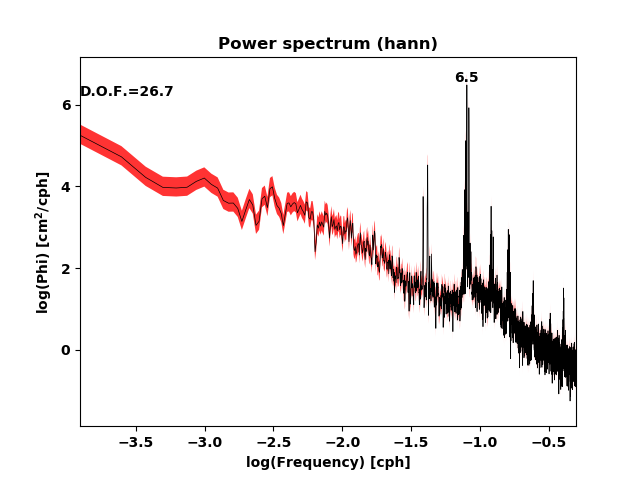 Power spectrum (hann)
6.5
D.O.F.=26.7
6
4
2
0
log(Phi) [cm²/cph]
−3.5 −3.0 −2.5 −2.0 −1.5 −1.0 −0.5
log(Frequency) [cph]